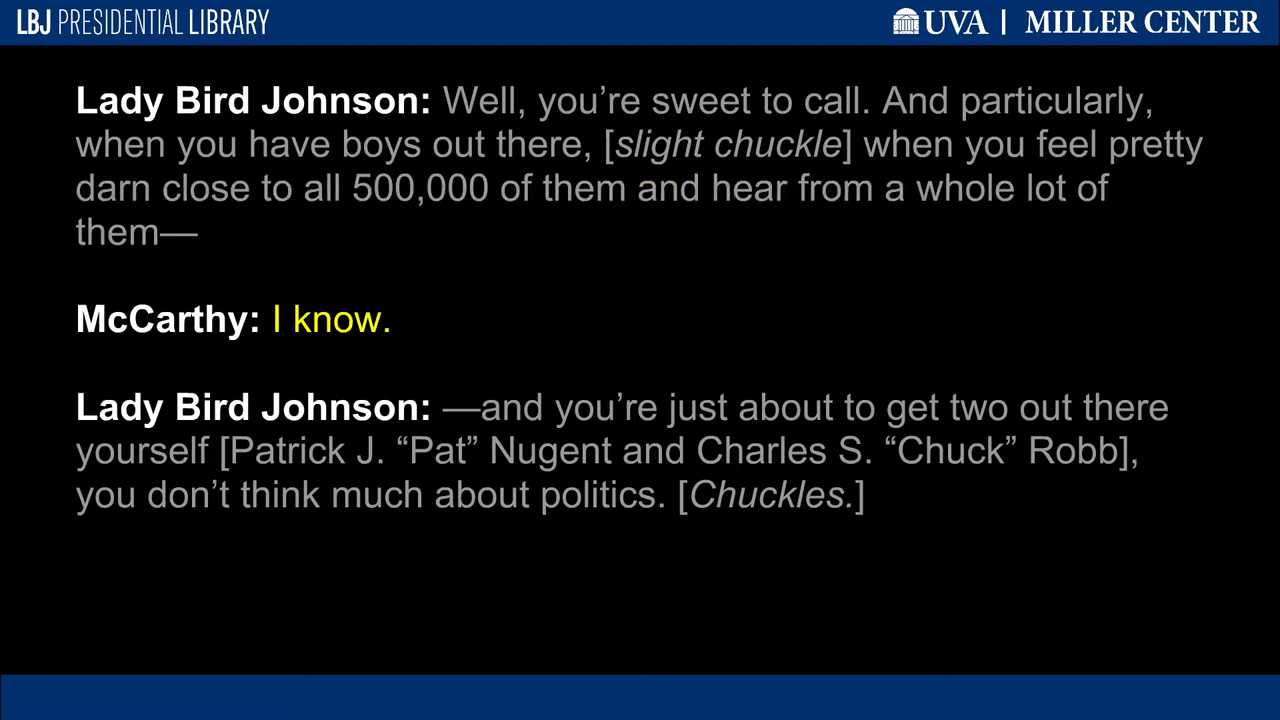 LBJ PRESIDENTIAL LIBRARY
UVA | MILLER CENTER
Lady Bird Johnson: Well, you’re sweet to call. And particularly,
when you have boys out there, [slight chuckle] when you feel pretty
darn close to all 500,000 of them and hear from a whole lot of
them—
McCarthy: I know.
Lady Bird Johnson: —and you’re just about to get two out there
yourself [Patrick J. “Pat” Nugent and Charles S. “Chuck” Robb],
you don’t think much about politics. [Chuckles.]